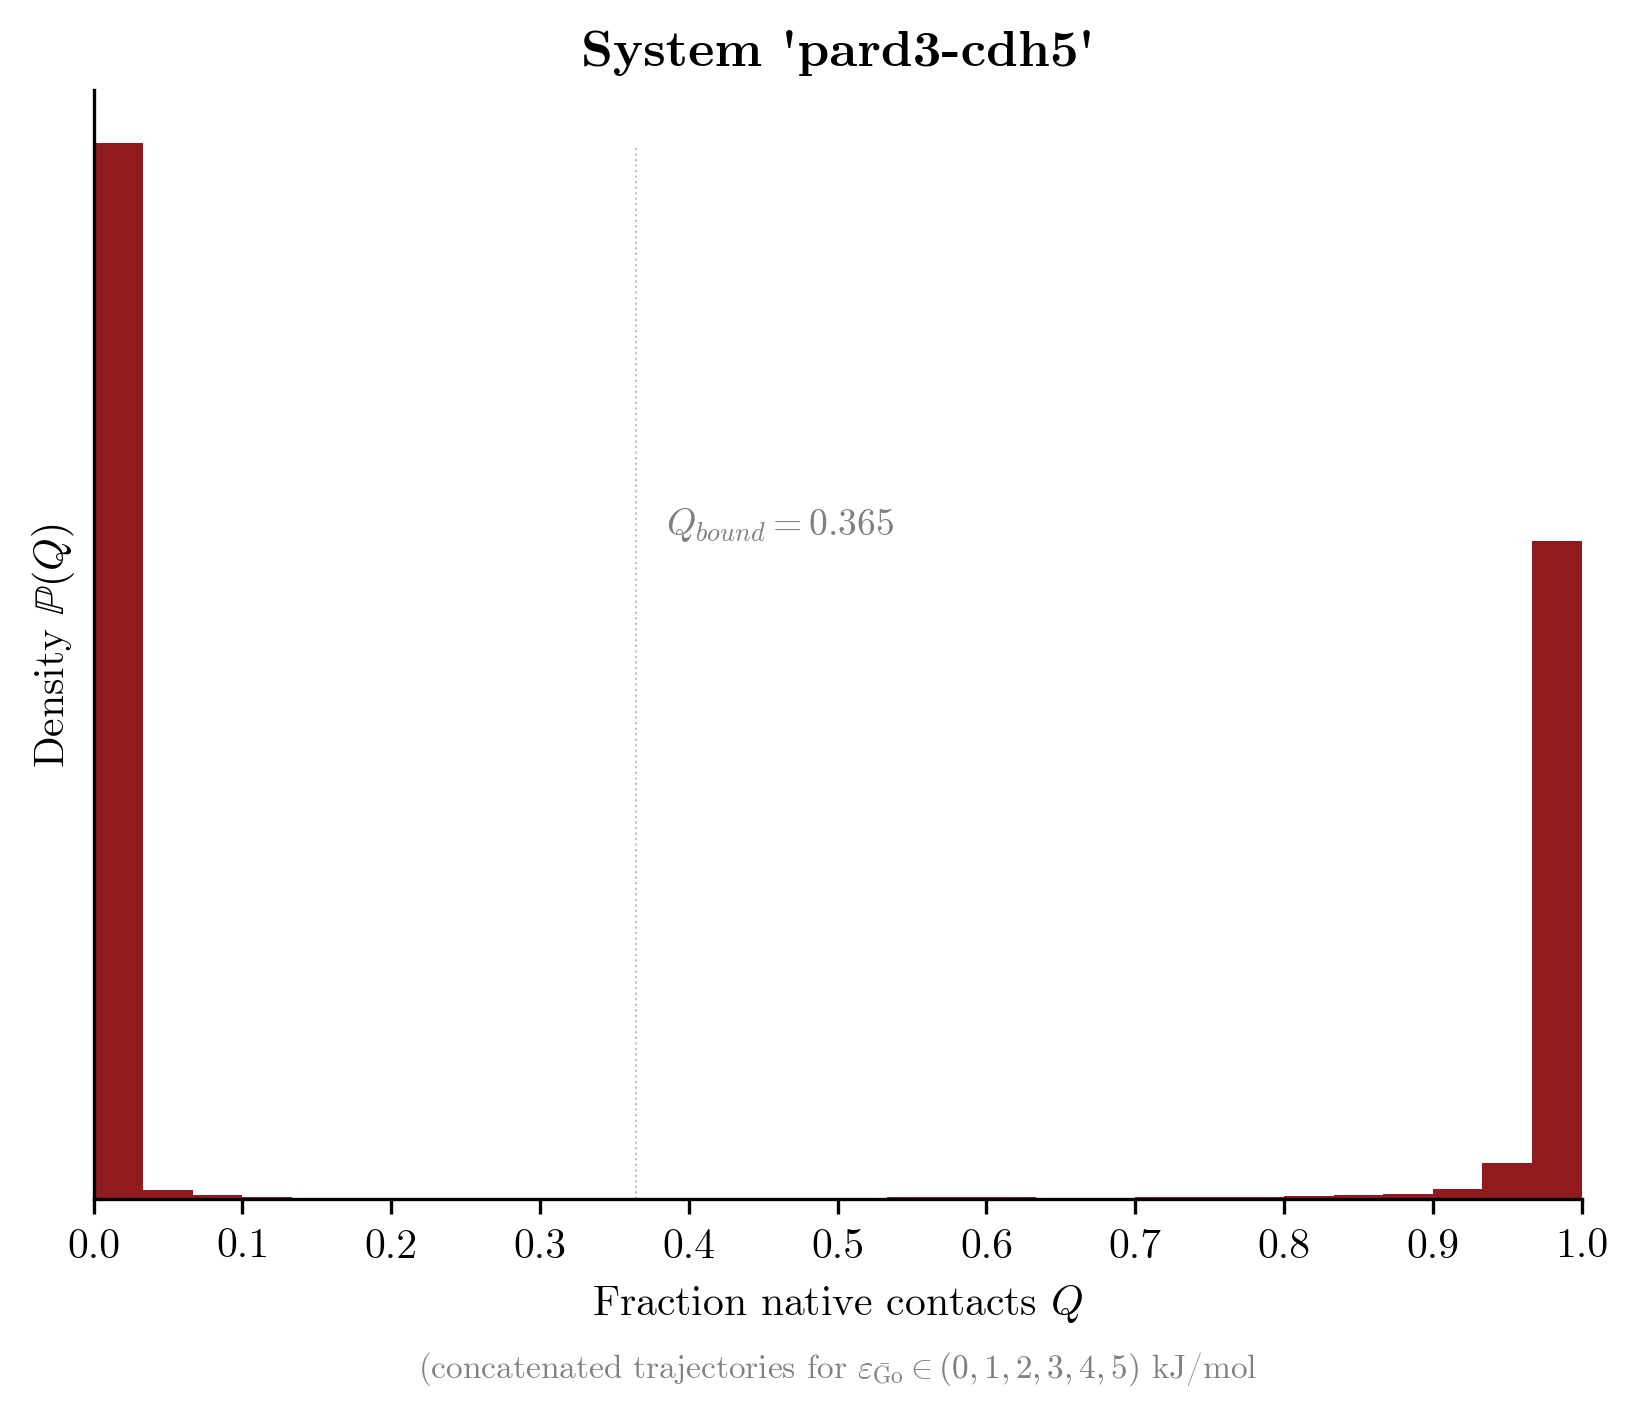 System 'pard3-cdh5'
Density ℙ(Q)
Q_bound = 0.365
0.0 0.1 0.2 0.3 0.4 0.5 0.6 0.7 0.8 0.9 1.0
Fraction native contacts Q
(concatenated trajectories for ε_Ḡo ∈ (0, 1, 2, 3, 4, 5) kJ/mol